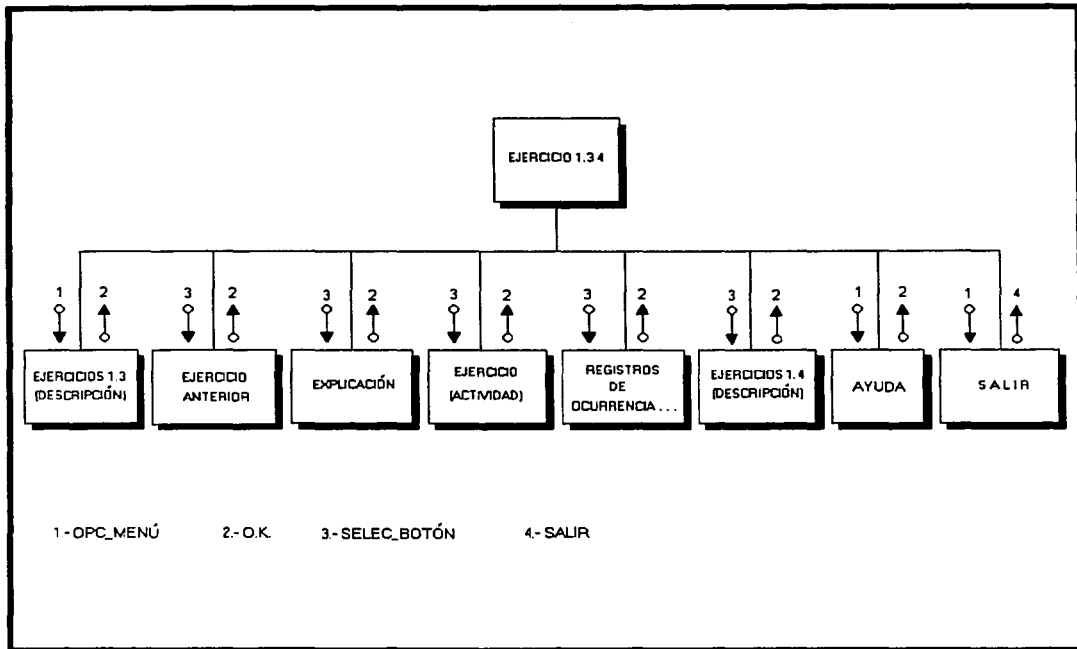 EJERCICIO 1.3.4
1 2 3 2 3 2 3 2 3 2 3 2 1 2 1 4
EJERCICIOS 1.3
(DESCRIPCIÓN)
EJERCICIO
ANTERIOR
EXPLICACIÓN
EJERCICIO
(ACTIVIDAD)
REGISTROS
DE
OCURRENCIA . . .
EJERCICIOS 1.4
(DESCRIPCIÓN)
AYUDA
SALIR
1.- OPC_MENÚ 2.- O.K. 3.- SELEC_BOTÓN 4.- SALIR